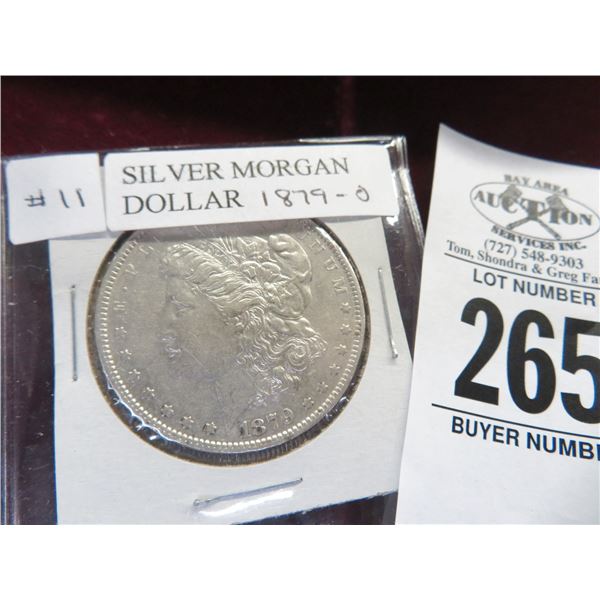 #11
SILVER MORGAN
DOLLAR 1879-O
1879
BAY AREA
AUCTION
SERVICES INC.
(727) 548-9303
Tom, Shondra & Greg Fa
LOT NUMBER
265
BUYER NUMB